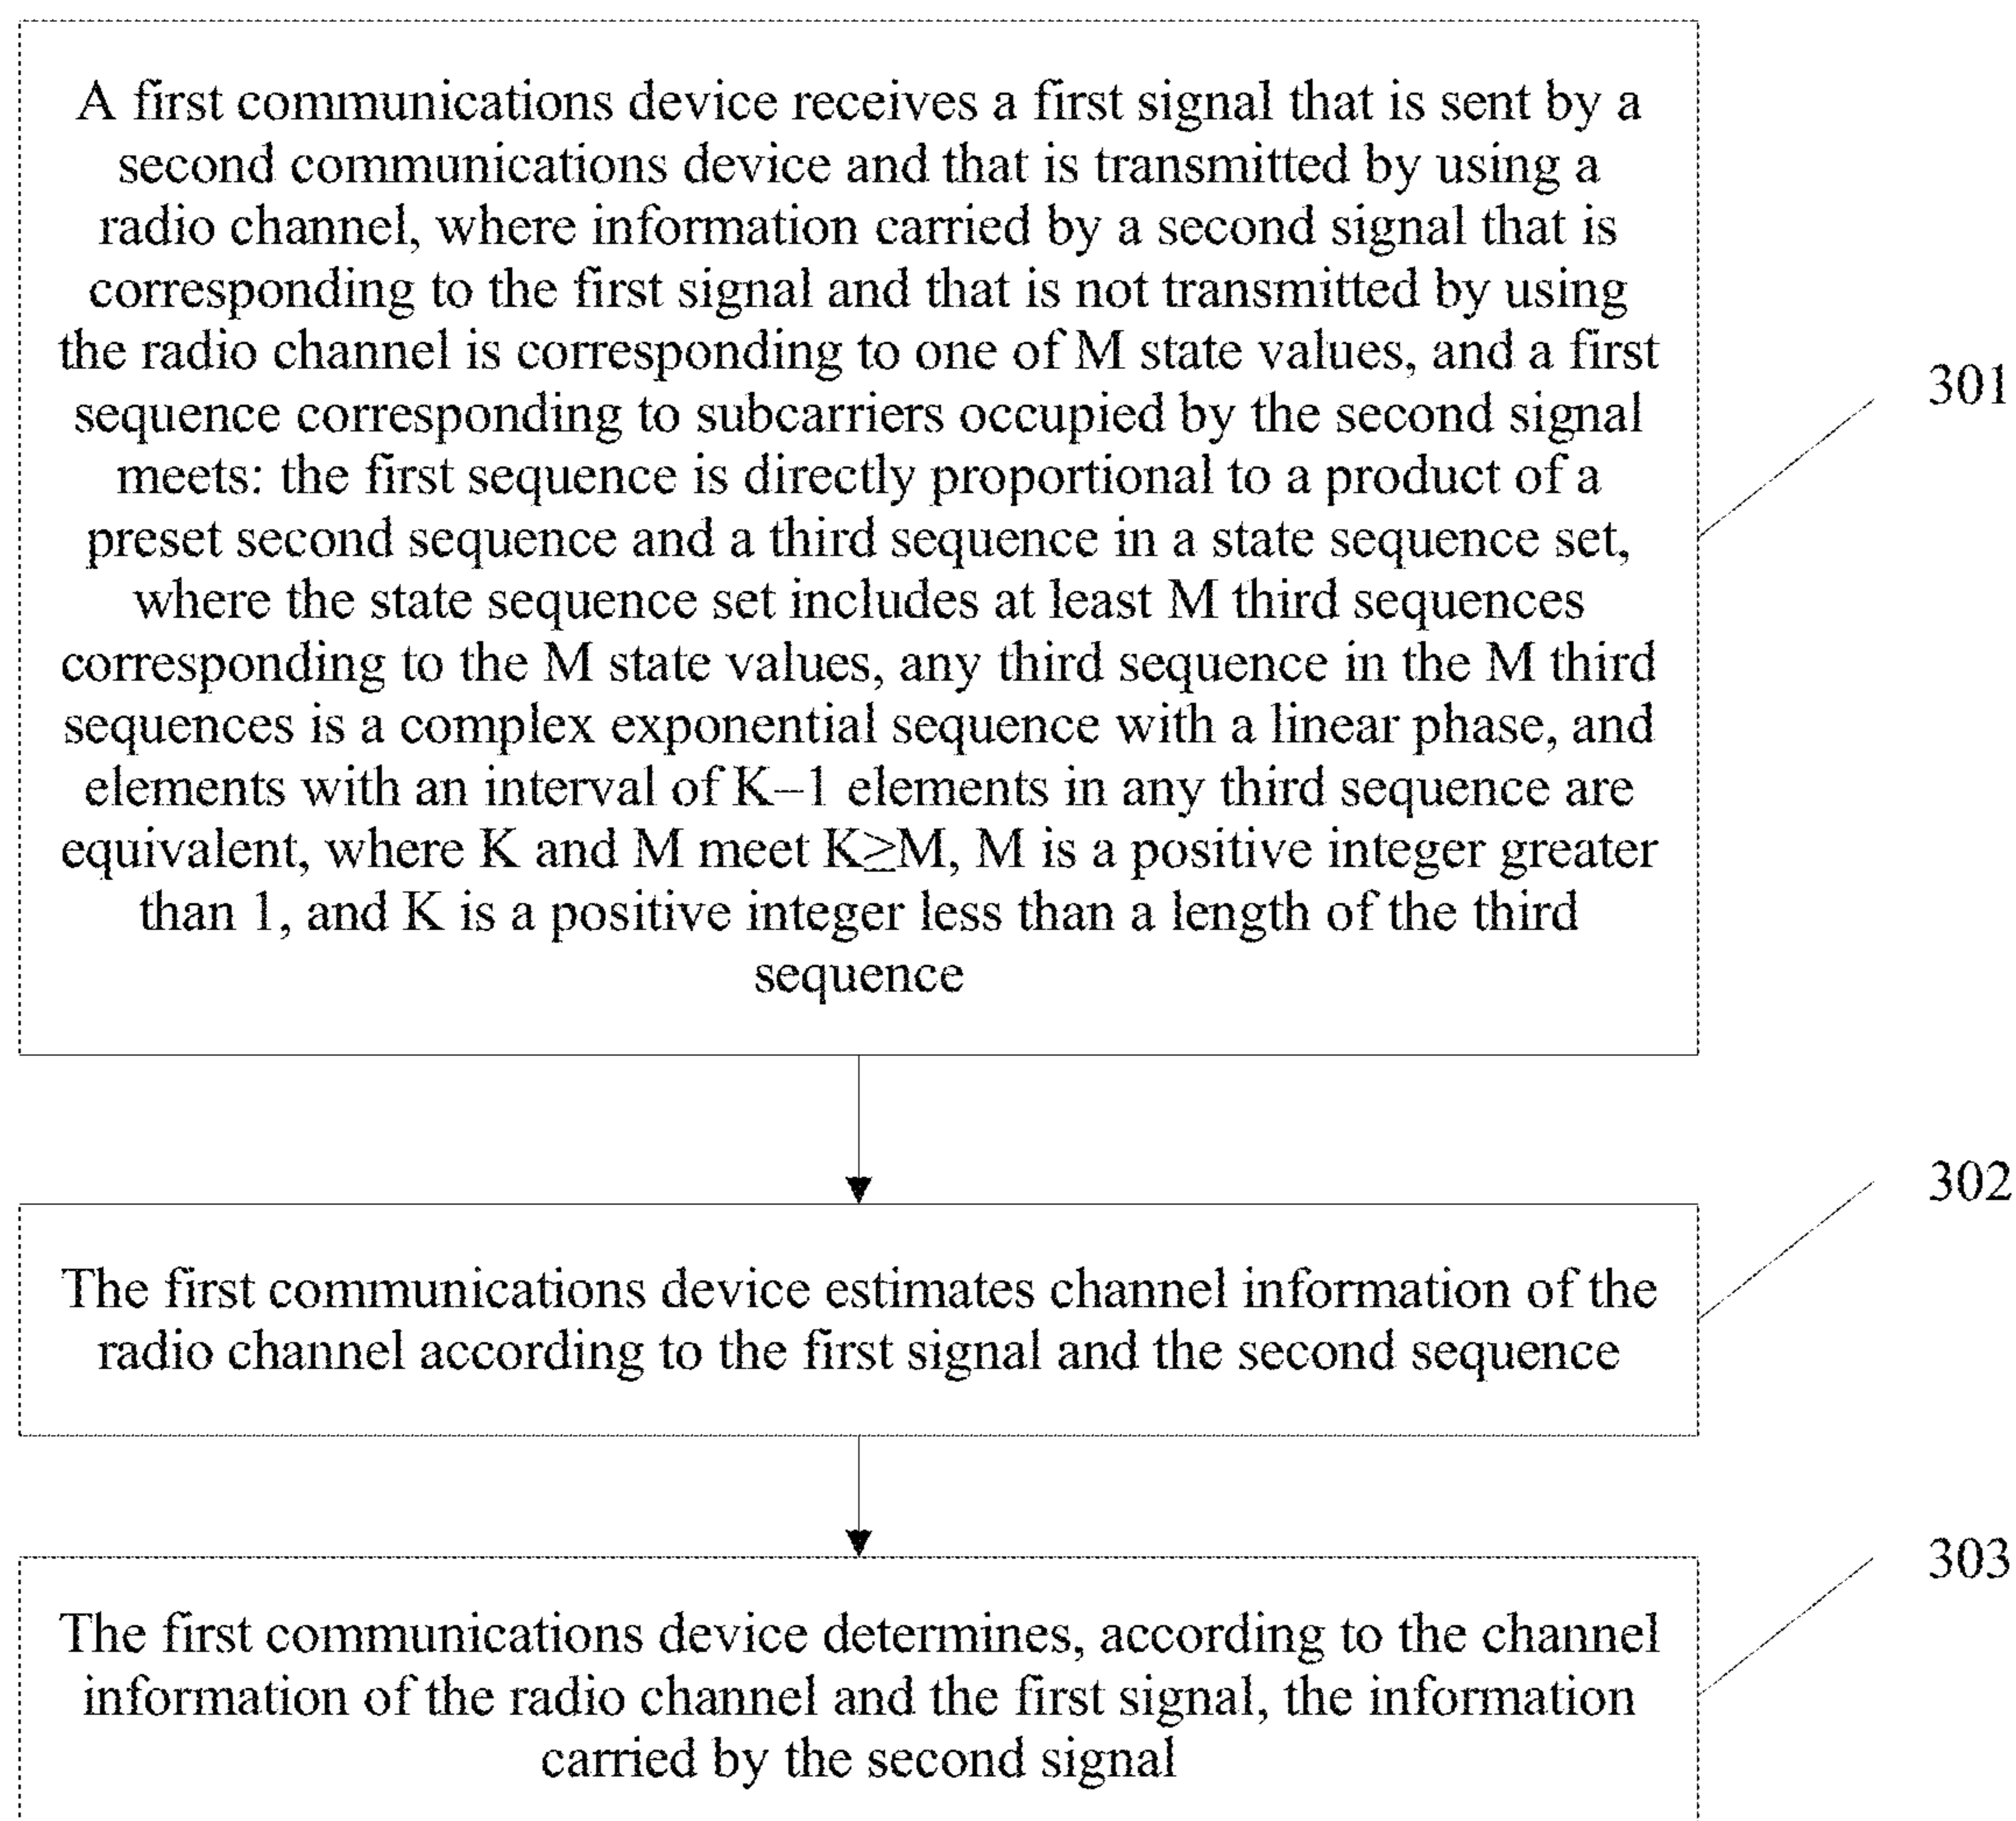 A first communications device receives a first signal that is sent by a
second communications device and that is transmitted by using a
radio channel, where information carried by a second signal that is
corresponding to the first signal and that is not transmitted by using
the radio channel is corresponding to one of M state values, and a first
sequence corresponding to subcarriers occupied by the second signal
meets: the first sequence is directly proportional to a product of a
preset second sequence and a third sequence in a state sequence set,
where the state sequence set includes at least M third sequences
corresponding to the M state values, any third sequence in the M third
sequences is a complex exponential sequence with a linear phase, and
elements with an interval of K–1 elements in any third sequence are
equivalent, where K and M meet K≥M, M is a positive integer greater
than 1, and K is a positive integer less than a length of the third
sequence
301
The first communications device estimates channel information of the
radio channel according to the first signal and the second sequence
302
The first communications device determines, according to the channel
information of the radio channel and the first signal, the information
carried by the second signal
303